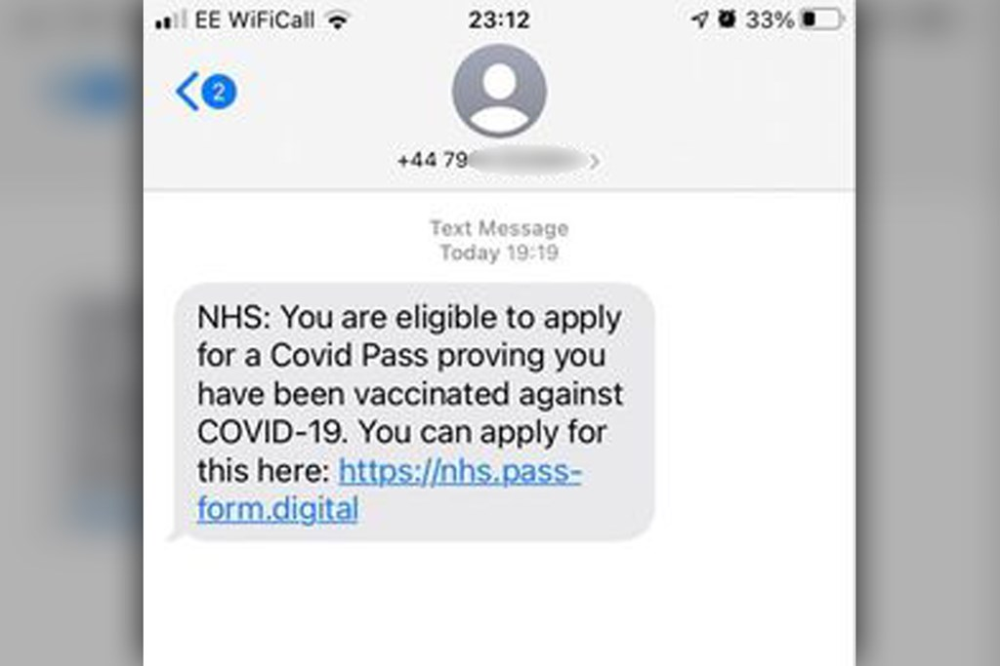 EE WiFiCall 23:12 33%
2
+44 79
Text Message
Today 19:19
NHS: You are eligible to apply
for a Covid Pass proving you
have been vaccinated against
COVID-19. You can apply for
this here: https://nhs.pass-
form.digital